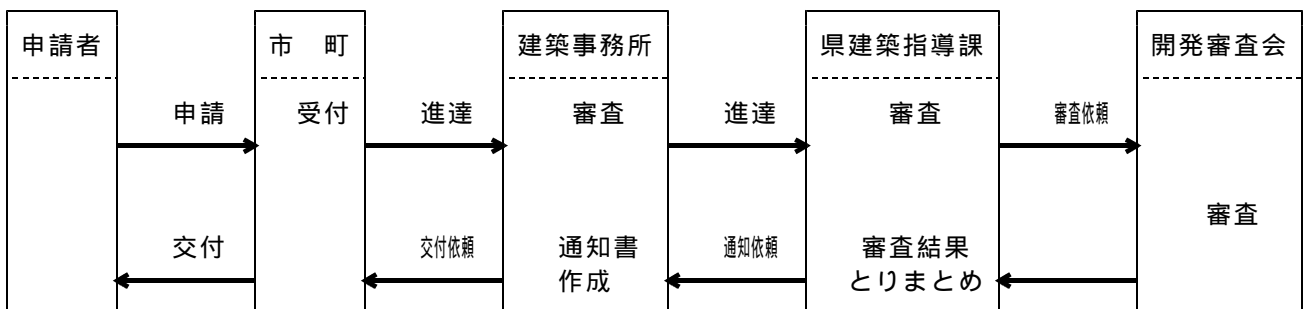 申請者
市　町
建築事務所
県建築指導課
開発審査会
申請
受付
進達
審査
進達
審査
審査依頼
審査
交付
交付依頼
通知書
作成
通知依頼
審査結果
とりまとめ